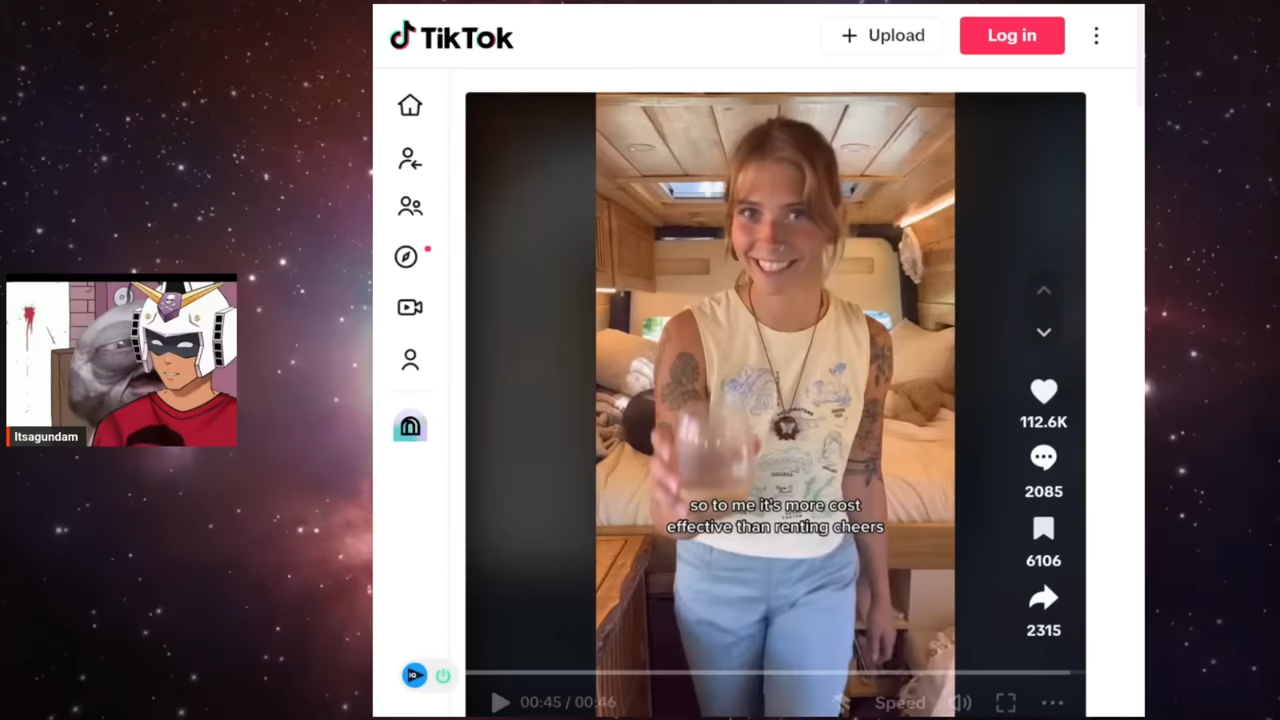 TikTok
+ Upload
Log in
112.6K
2085
6106
2315
Itsagundam
so to me it's more cost
effective than renting cheers
IQ
00:45 / 00:46
Speed